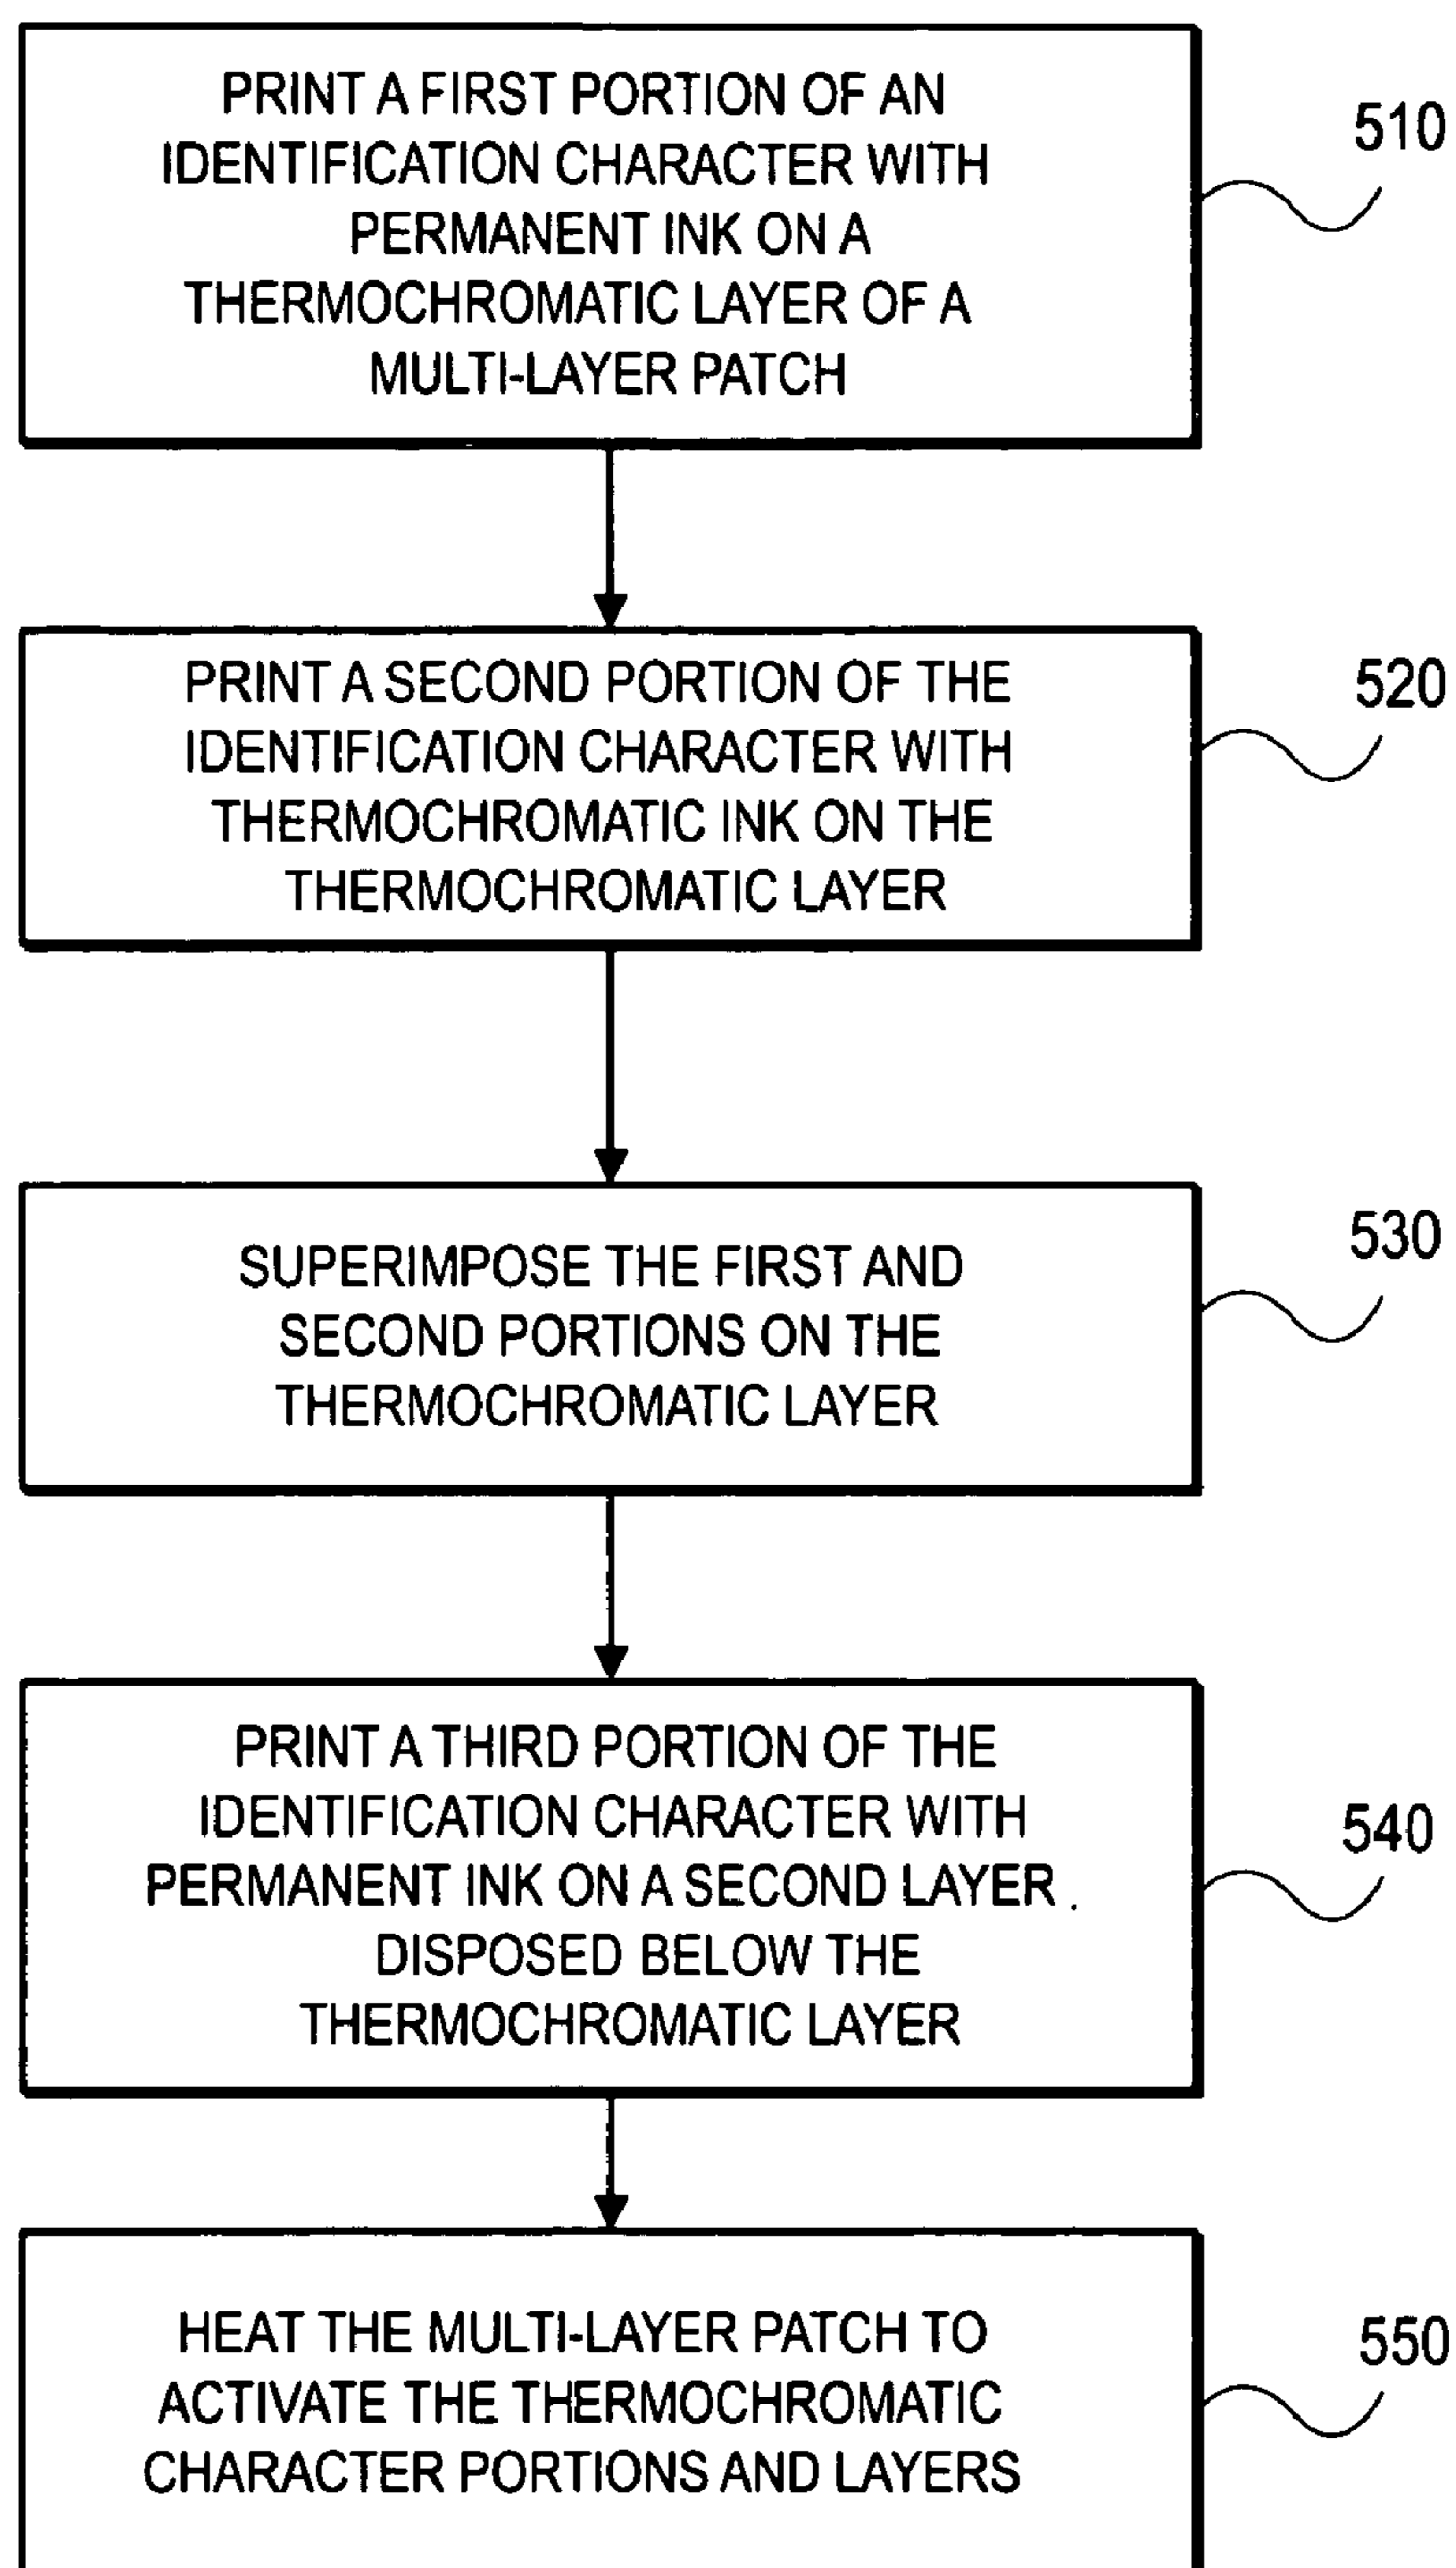 PRINT A FIRST PORTION OF AN
IDENTIFICATION CHARACTER WITH
PERMANENT INK ON A
THERMOCHROMATIC LAYER OF A
MULTI-LAYER PATCH
510
PRINT A SECOND PORTION OF THE
IDENTIFICATION CHARACTER WITH
THERMOCHROMATIC INK ON THE
THERMOCHROMATIC LAYER
520
SUPERIMPOSE THE FIRST AND
SECOND PORTIONS ON THE
THERMOCHROMATIC LAYER
530
PRINT A THIRD PORTION OF THE
IDENTIFICATION CHARACTER WITH
PERMANENT INK ON A SECOND LAYER
DISPOSED BELOW THE
THERMOCHROMATIC LAYER
540
HEAT THE MULTI-LAYER PATCH TO
ACTIVATE THE THERMOCHROMATIC
CHARACTER PORTIONS AND LAYERS
550